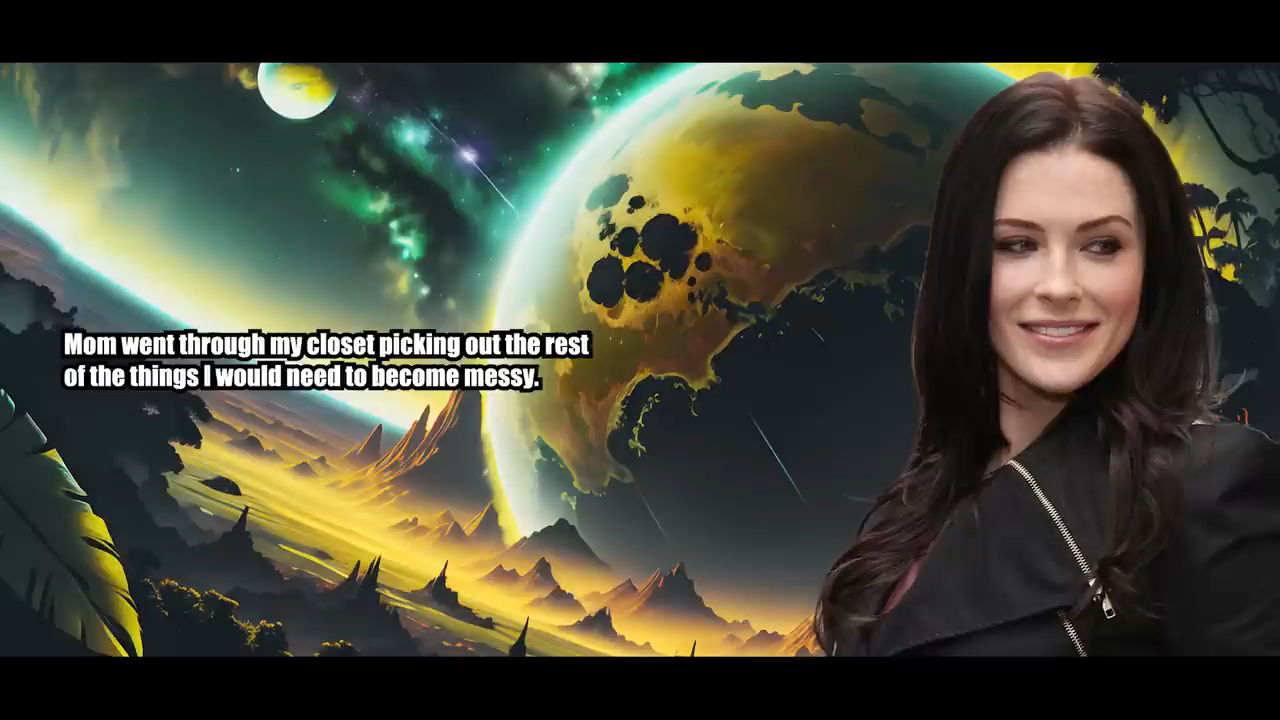 Mom went through my closet picking out the rest
of the things I would need to become messy.